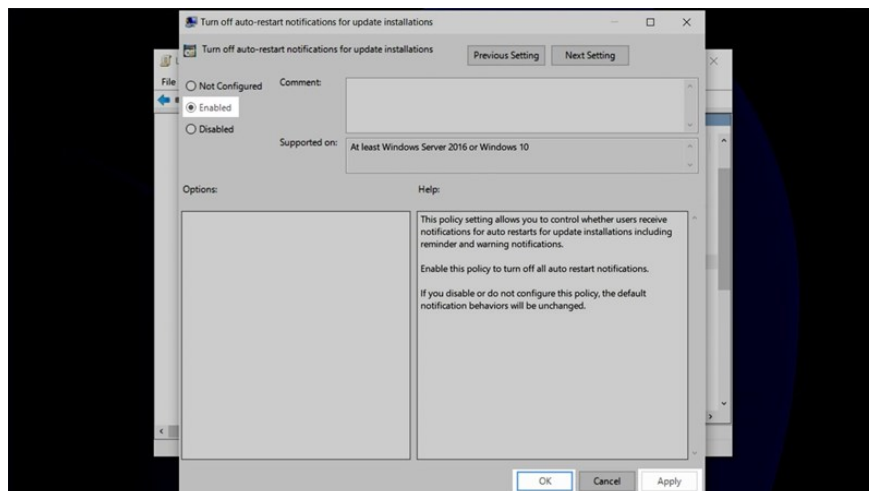 Turn off auto-restart notifications for update installations
Turn off auto-restart notifications for update installations
Previous Setting
Next Setting
File
Not Configured
Comment:
Enabled
Disabled
Supported on:
At least Windows Server 2016 or Windows 10
Options:
Help:
This policy setting allows you to control whether users receive
notifications for auto restarts for update installations including
reminder and warning notifications.
Enable this policy to turn off all auto restart notifications.
If you disable or do not configure this policy, the default
notification behaviors will be unchanged.
OK
Cancel
Apply